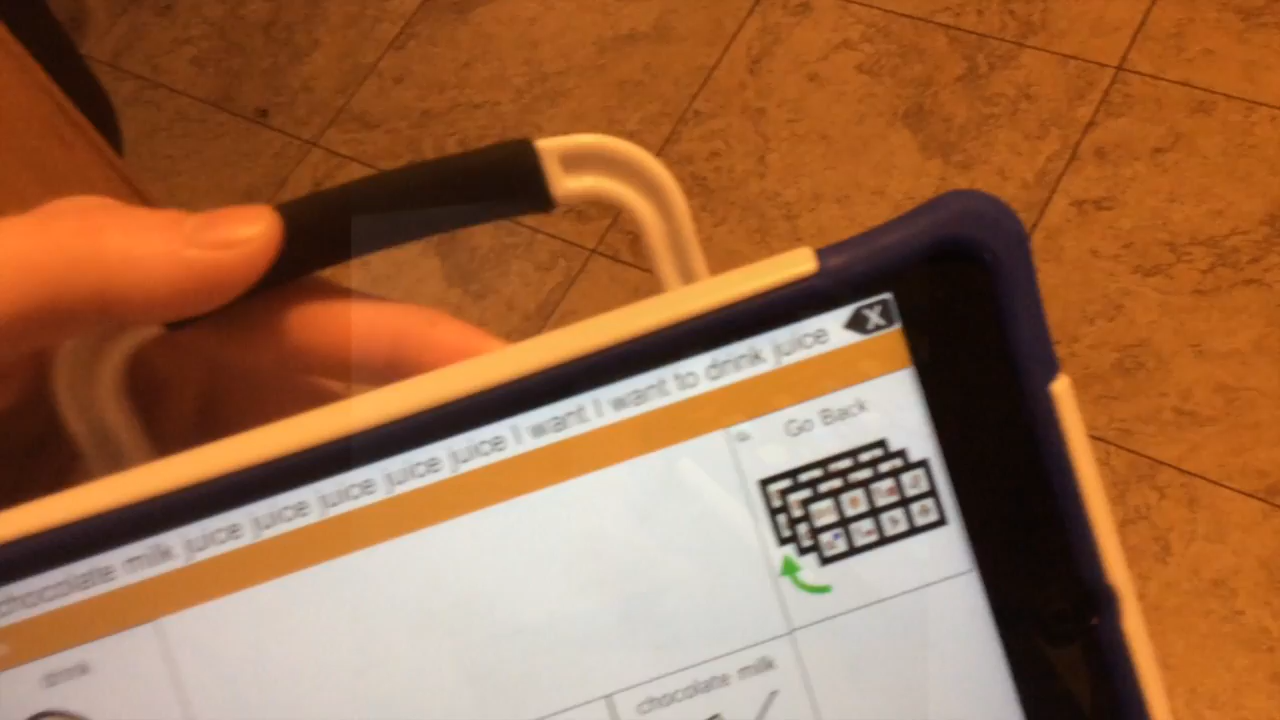 chocolate milk juice juice juice juice juice I want I want to drink juice X
Go Back
drink
chocolate milk